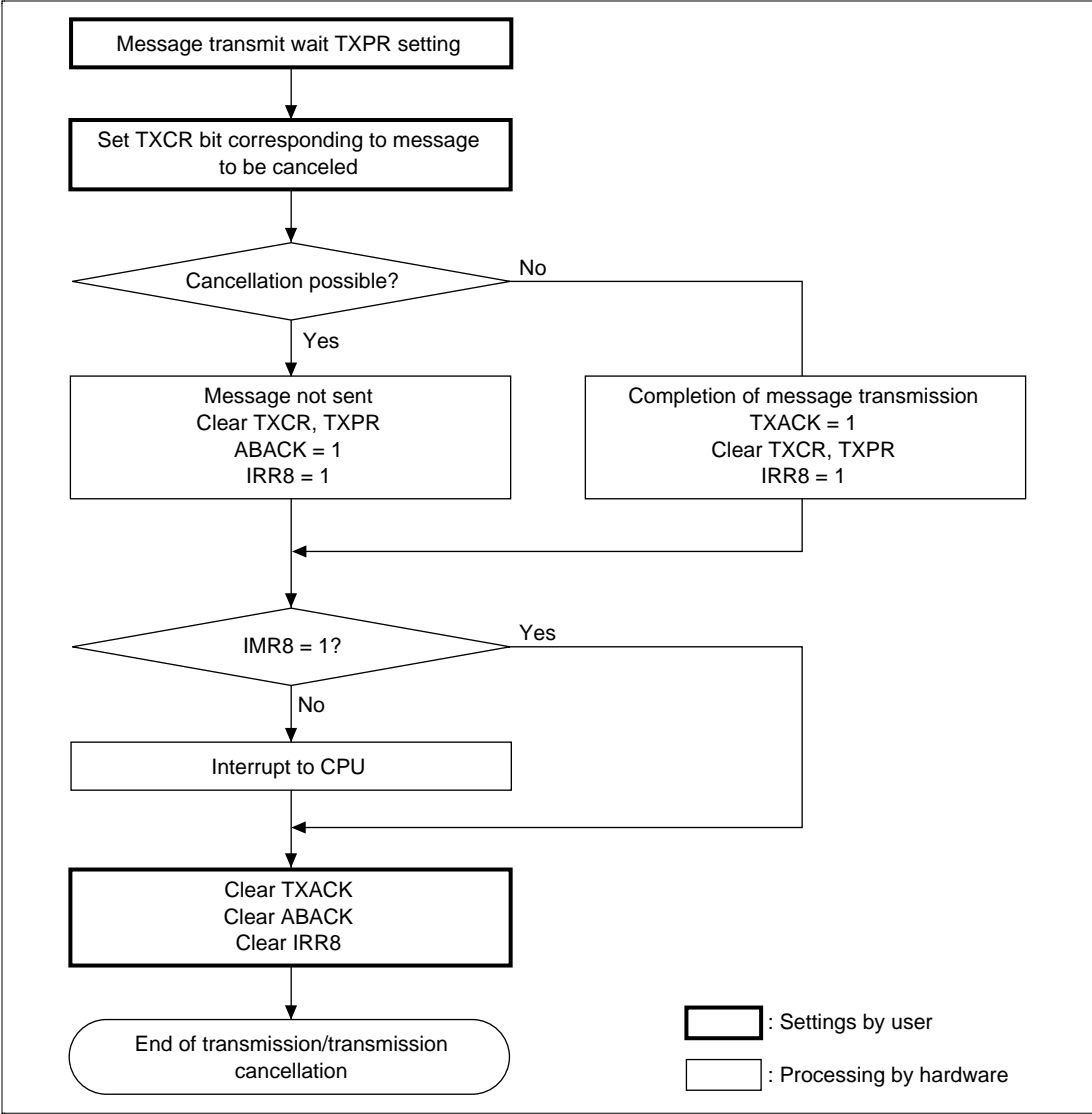 Message transmit wait TXPR setting
Set TXCR bit corresponding to message
to be canceled
Cancellation possible?
No
Yes
Message not sent
Clear TXCR, TXPR
ABACK = 1
IRR8 = 1
Completion of message transmission
TXACK = 1
Clear TXCR, TXPR
IRR8 = 1
IMR8 = 1?
Yes
No
Interrupt to CPU
Clear TXACK
Clear ABACK
Clear IRR8
End of transmission/transmission
cancellation
: Settings by user
: Processing by hardware